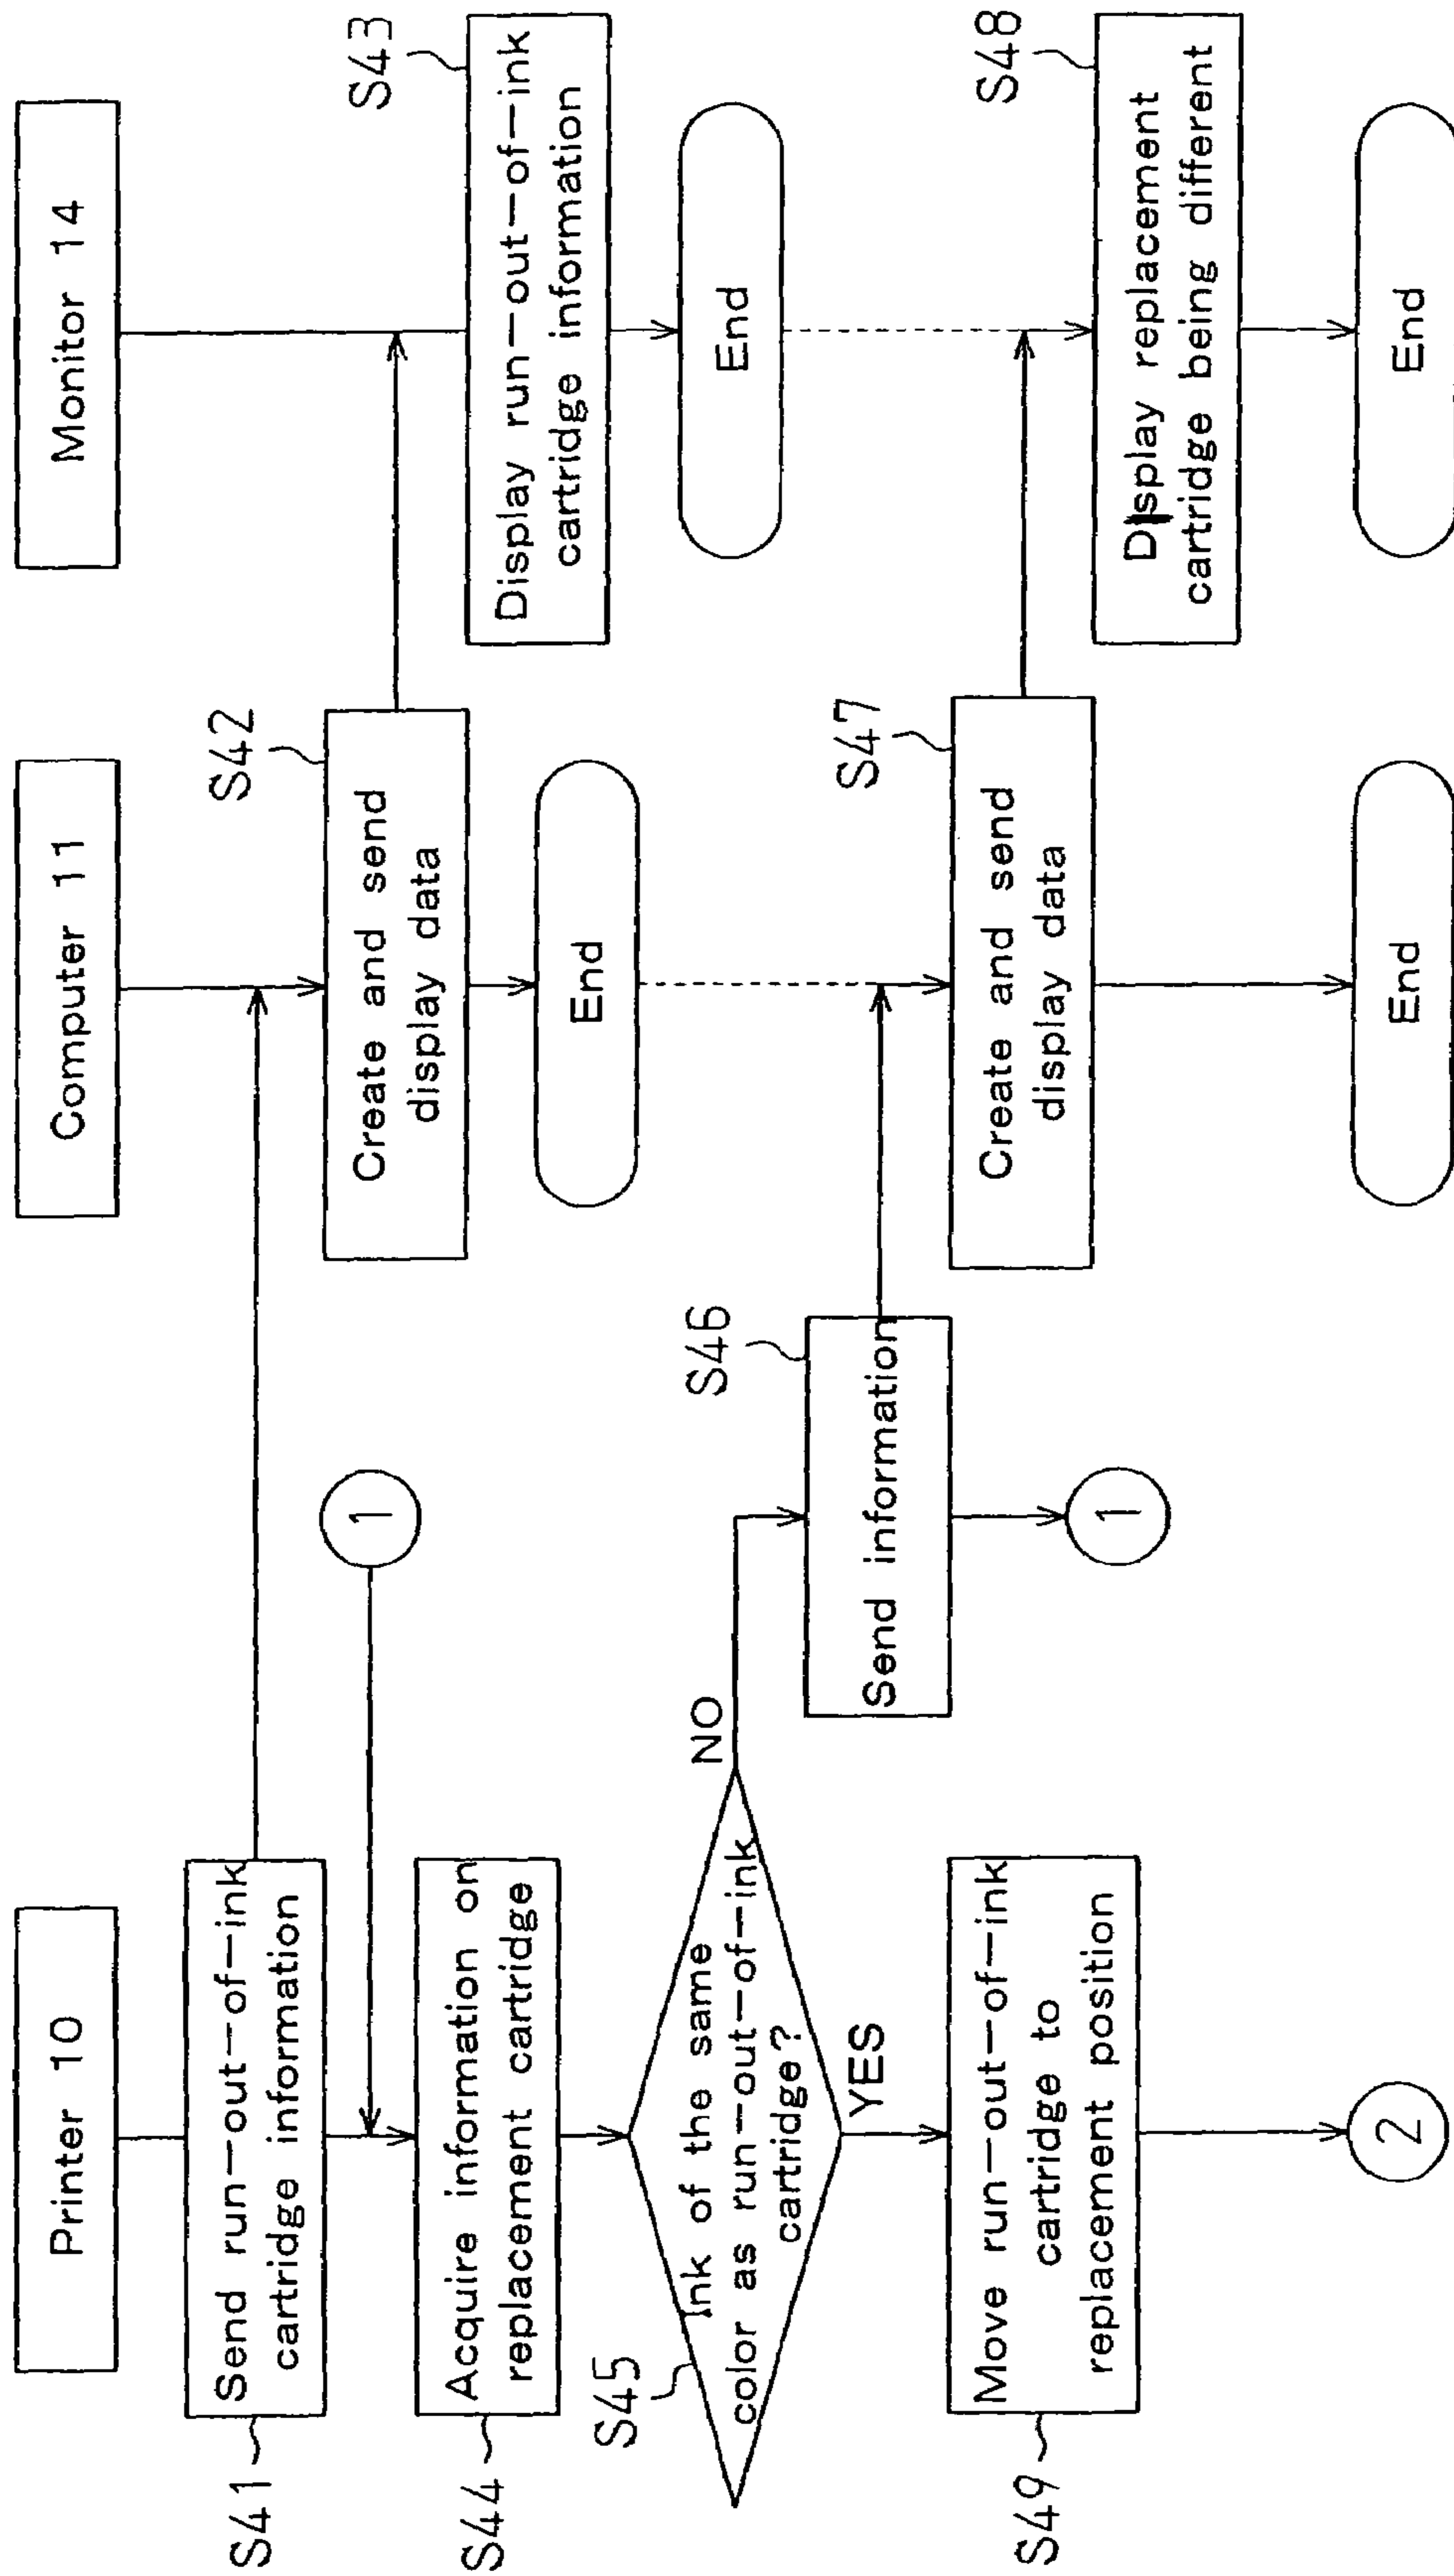 Printer 10
Computer 11
Monitor 14
S41
Send run-out-of-ink
cartridge information
S42
Create and send
display data
S43
Display run-out-of-ink
cartridge information
End
End
1
S44
Acquire information on
replacement cartridge
S45
Ink of the same
color as run-out-of-ink
cartridge?
NO
YES
S46
Send information
1
S47
Create and send
display data
S48
Display replacement
cartridge being different
S49
Move run-out-of-ink
cartridge to
replacement position
2
End
End